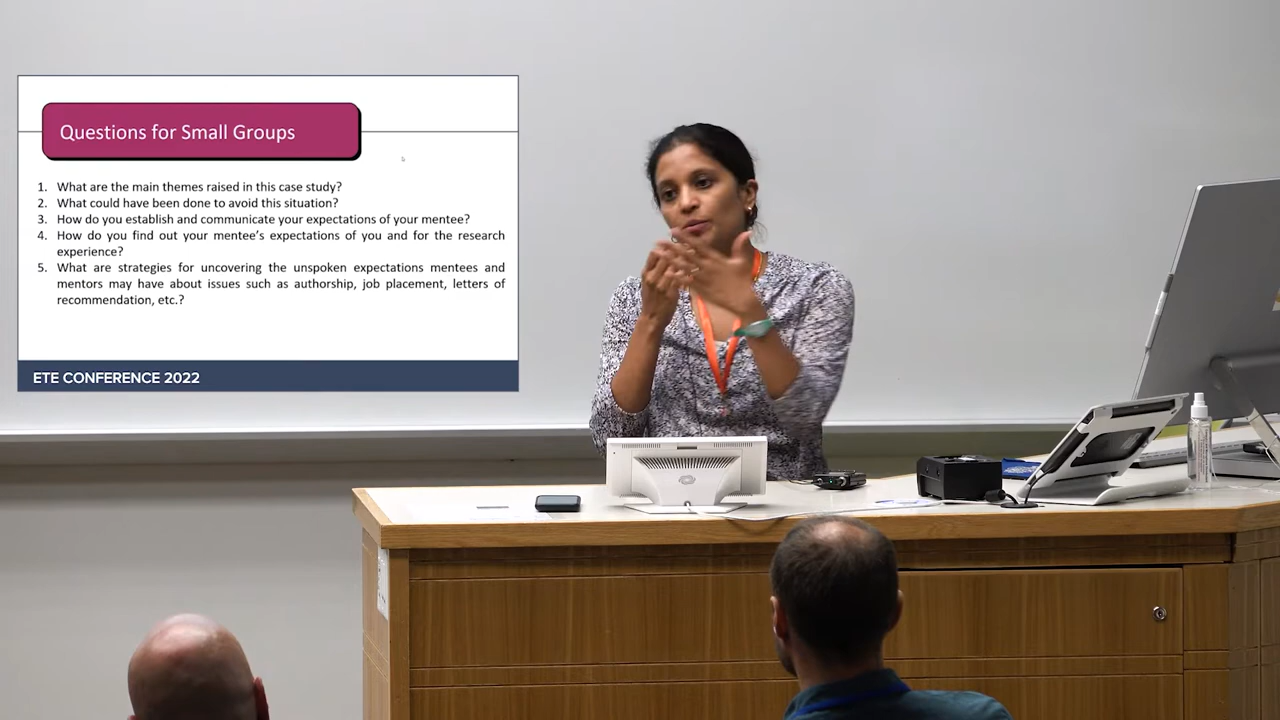 Questions for Small Groups
1. What are the main themes raised in this case study?
2. What could have been done to avoid this situation?
3. How do you establish and communicate your expectations of your mentee?
4. How do you find out your mentee's expectations of you and for the research
experience?
5. What are strategies for uncovering the unspoken expectations mentees and
mentors may have about issues such as authorship, job placement, letters of
recommendation, etc.?
ETE CONFERENCE 2022